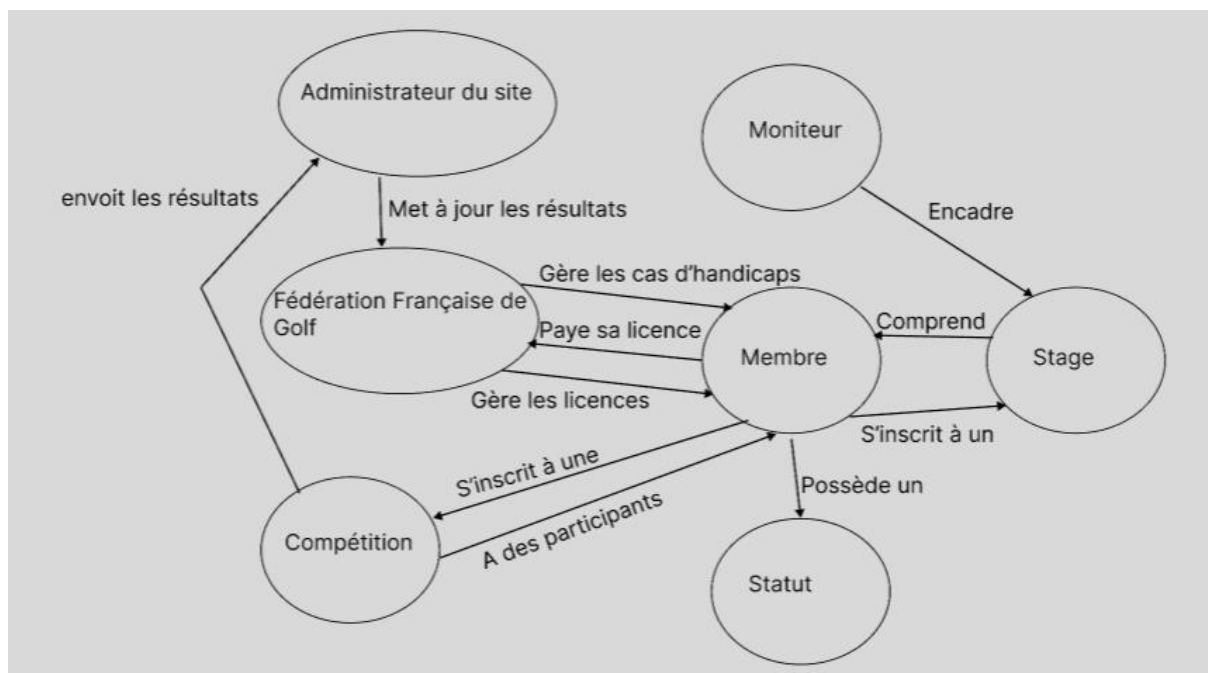 Administrateur du site
Moniteur
envoit les résultats
Met à jour les résultats
Encadre
Gère les cas d'handicaps
Fédération Française de
Golf
Paye sa licence
Comprend
Membre
Stage
Gère les licences
S'inscrit à un
S'inscrit à une
Possède un
A des participants
Compétition
Statut